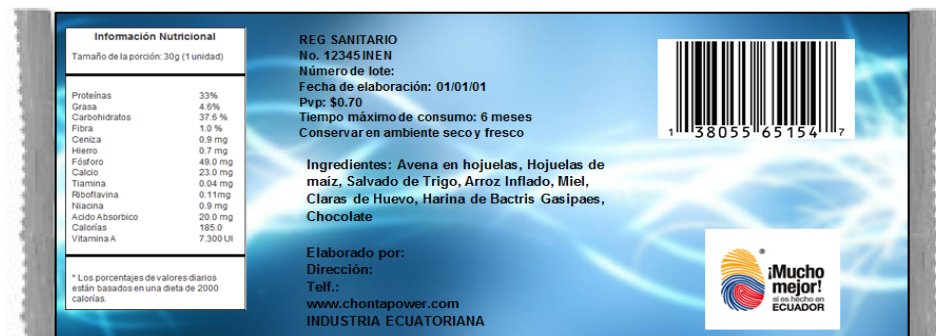 Información Nutricional
Tamaño de la porción: 30g (1 unidad)
Proteínas 33%
Grasa 4.6%
Carbohidratos 37.6 %
Fibra 1.0 %
Ceniza 0.9 mg
Hierro 0.7 mg
Fósforo 49.0 mg
Calcio 23.0 mg
Tiamina 0.04 mg
Riboflavina 0.11mg
Niacina 0.9 mg
Acido Absorbico 20.0 mg
Calorías 185.0
Vitamina A 7.300 UI
* Los porcentajes de valores diarios
están basados en una dieta de 2000
calorías.
REG SANITARIO
No. 12345 INEN
Número de lote:
Fecha de elaboración: 01/01/01
Pvp: $0.70
Tiempo máximo de consumo: 6 meses
Conservar en ambiente seco y fresco
Ingredientes: Avena en hojuelas, Hojuelas de
maíz, Salvado de Trigo, Arroz Inflado, Miel,
Claras de Huevo, Harina de Bactris Gasipaes,
Chocolate
Elaborado por:
Dirección:
Telf.:
www.chontapower.com
INDUSTRIA ECUATORIANA
1 38055 65154 7
®
¡Mucho
mejor!
si es hecho en
ECUADOR